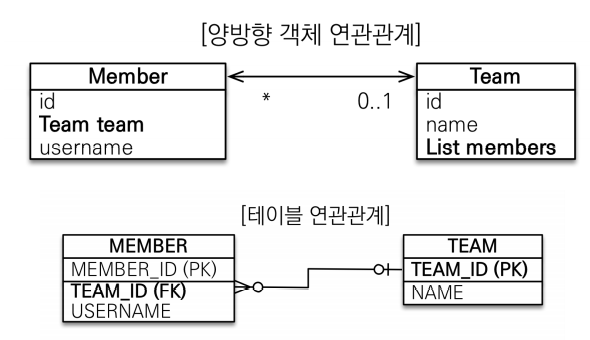 [양방향 객체 연관관계]
Member
id
Team team
username
*
0..1
Team
id
name
List members
[테이블 연관관계]
MEMBER
MEMBER_ID (PK)
TEAM_ID (FK)
USERNAME
TEAM
TEAM_ID (PK)
NAME